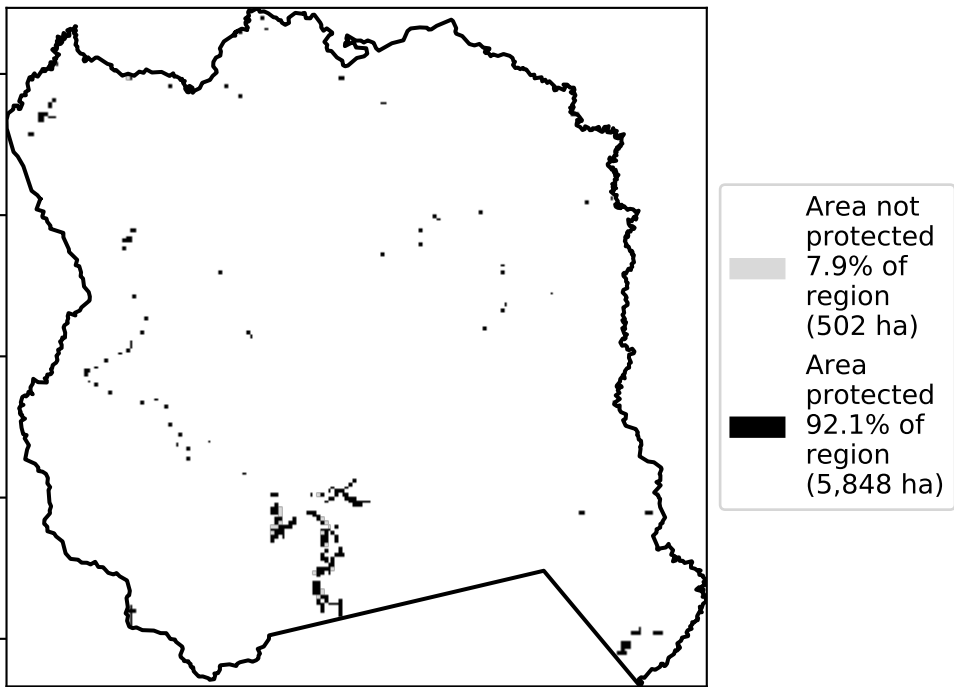 Area not
protected
7.9% of
region
(502 ha)
Area
protected
92.1% of
region
(5,848 ha)